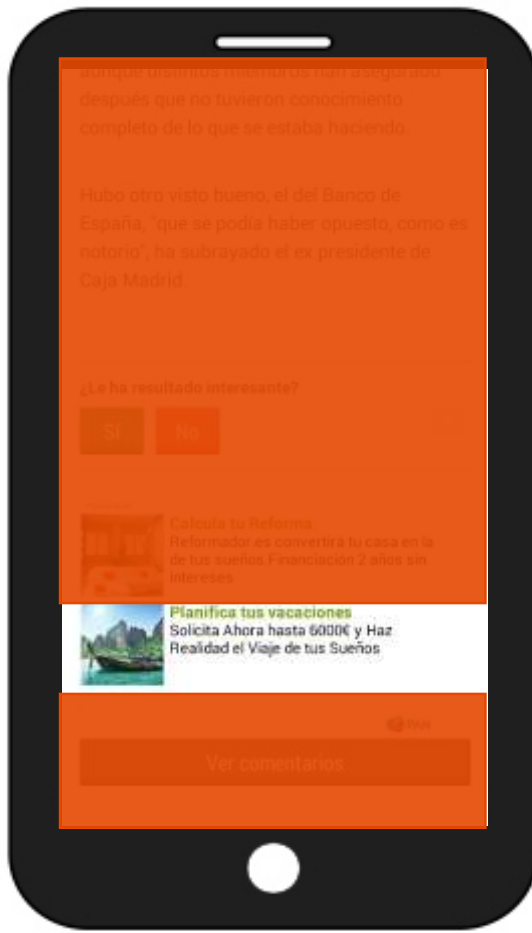 aunque distintos miembros han asegurado
después que no tuvieron conocimiento
completo de lo que se estaba haciendo.
Hubo otro visto bueno, el del Banco de
España, "que se podía haber opuesto, como es
notorio", ha subrayado el ex presidente de
Caja Madrid.
¿Le ha resultado interesante?
Si No
Calcula tu Reforma
Reformador es convertira tu casa en la
de tus sueños.Financiación 2 años sin
intereses
Planifica tus vacaciones
Solicita Ahora hasta 6000€ y Haz
Realidad el Viaje de tus Sueños
PAN
Ver comentarios